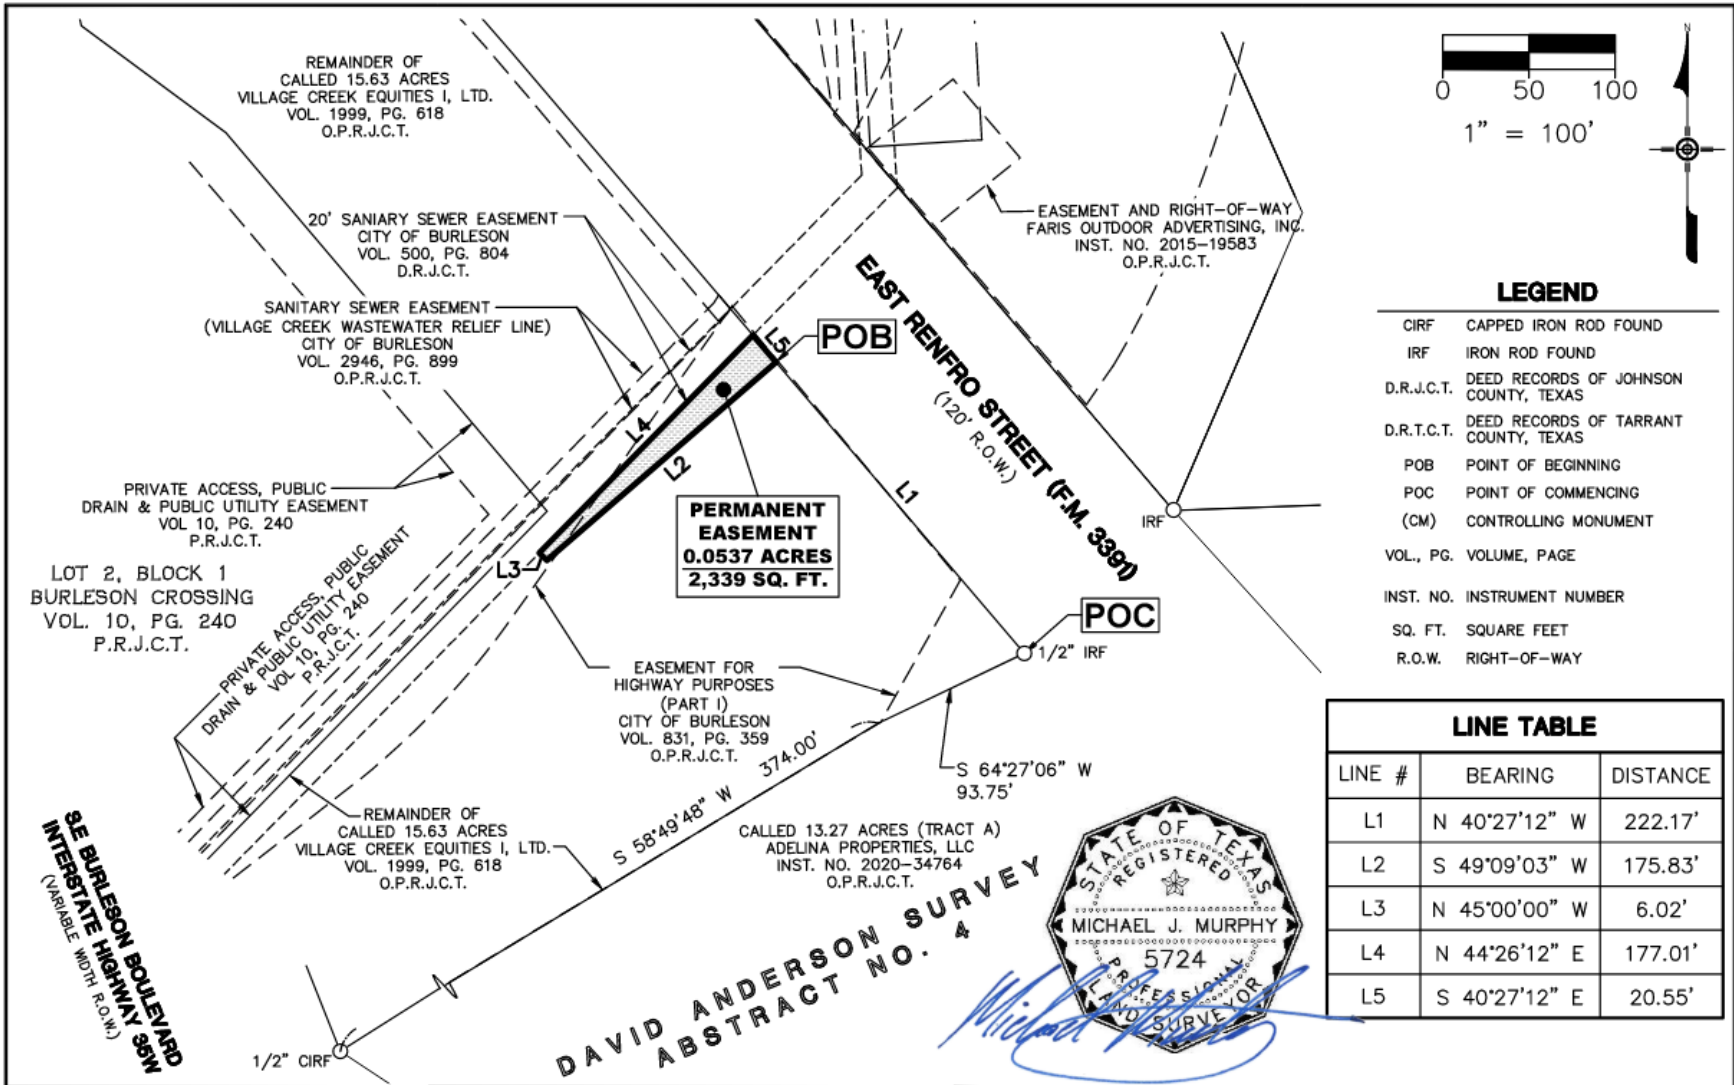 REMAINDER OF
CALLED 15.63 ACRES
VILLAGE CREEK EQUITIES I, LTD.
VOL. 1999, PG. 618
O.P.R.J.C.T.
20' SANIARY SEWER EASEMENT
CITY OF BURLESON
VOL. 500, PG. 804
D.R.J.C.T.
SANITARY SEWER EASEMENT
(VILLAGE CREEK WASTEWATER RELIEF LINE)
CITY OF BURLESON
VOL. 2946, PG. 899
O.P.R.J.C.T.
PRIVATE ACCESS, PUBLIC
DRAIN & PUBLIC UTILITY EASEMENT
VOL 10, PG. 240
P.R.J.C.T.
LOT 2, BLOCK 1
BURLESON CROSSING
VOL. 10, PG. 240
P.R.J.C.T.
PRIVATE ACCESS, PUBLIC
DRAIN & PUBLIC UTILITY EASEMENT
VOL 10, PG. 240
P.R.J.C.T.
L5
POB
L4
L2
L3
L1
PERMANENT
EASEMENT
0.0537 ACRES
2,339 SQ. FT.
EAST RENFRO STREET (F.M. 3391)
(120' R.O.W.)
EASEMENT AND RIGHT-OF-WAY
FARIS OUTDOOR ADVERTISING, INC.
INST. NO. 2015-19583
O.P.R.J.C.T.
IRF
POC
1/2" IRF
EASEMENT FOR
HIGHWAY PURPOSES
(PART I)
CITY OF BURLESON
VOL. 831, PG. 359
O.P.R.J.C.T.
S 64°27'06" W
93.75'
S 58°49'48" W 374.00'
REMAINDER OF
CALLED 15.63 ACRES
VILLAGE CREEK EQUITIES I, LTD.
VOL. 1999, PG. 618
O.P.R.J.C.T.
CALLED 13.27 ACRES (TRACT A)
ADELINA PROPERTIES, LLC
INST. NO. 2020-34764
O.P.R.J.C.T.
S.E BURLESON BOULEVARD
INTERSTATE HIGHWAY 35W
(VARIABLE WIDTH R.O.W.)
1/2" CIRF
DAVID ANDERSON SURVEY
ABSTRACT NO. 4
N
0 50 100
1" = 100'
LEGEND
CIRF CAPPED IRON ROD FOUND
IRF IRON ROD FOUND
D.R.J.C.T. DEED RECORDS OF JOHNSON
COUNTY, TEXAS
D.R.T.C.T. DEED RECORDS OF TARRANT
COUNTY, TEXAS
POB POINT OF BEGINNING
POC POINT OF COMMENCING
(CM) CONTROLLING MONUMENT
VOL., PG. VOLUME, PAGE
INST. NO. INSTRUMENT NUMBER
SQ. FT. SQUARE FEET
R.O.W. RIGHT-OF-WAY
LINE TABLE
LINE # BEARING DISTANCE
L1 N 40°27'12" W 222.17'
L2 S 49°09'03" W 175.83'
L3 N 45°00'00" W 6.02'
L4 N 44°26'12" E 177.01'
L5 S 40°27'12" E 20.55'
STATE OF TEXAS
REGISTERED
MICHAEL J. MURPHY
5724
PROFESSIONAL
LAND SURVEYOR
Michael Murphy